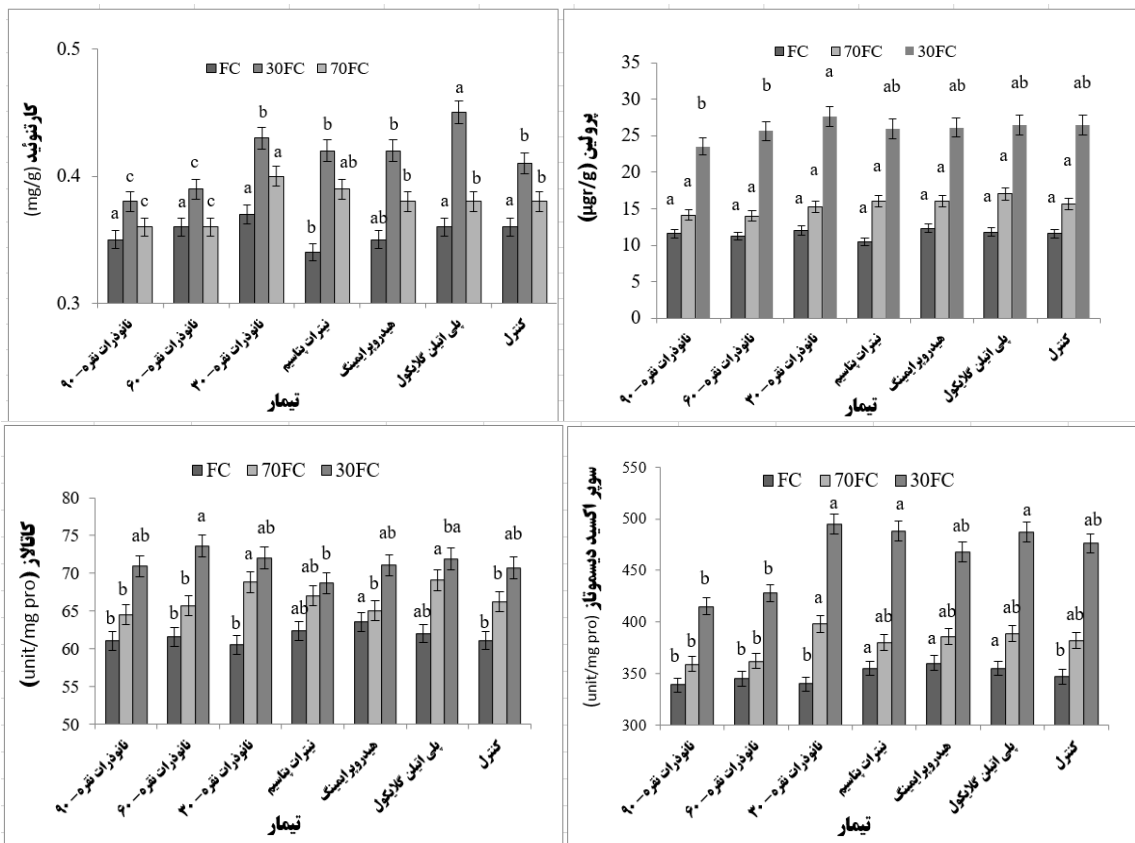 0.5
0.4
0.3
کارتنوئید (mg/g)
FC 30FC 70FC
a c c a c c a b a b b ab ab b b a a b a b b
نانوذرات نقره – ۹۰
نانوذرات نقره – ۶۰
نانوذرات نقره – ۳۰
نیترات پتاسیم
هیدروپرایمینگ
پلی اتیلن گلایکول
کنترل
تیمار
35
30
25
20
15
10
5
0
پرولین (µgr/g)
FC 70FC 30FC
a a b a a b a a a a a ab a a ab a a ab a a ab
نانوذرات نقره – ۹۰
نانوذرات نقره – ۶۰
نانوذرات نقره – ۳۰
نیترات پتاسیم
هیدروپرایمینگ
پلی اتیلن گلایکول
کنترل
تیمار
80
75
70
65
60
55
50
کاتالاز (unit/mg pro)
FC 70FC 30FC
b b ab b b a b a ab ab ab b a b ab ab a ba b b ab
نانوذرات نقره – ۹۰
نانوذرات نقره – ۶۰
نانوذرات نقره – ۳۰
نیترات پتاسیم
هیدروپرایمینگ
پلی اتیلن گلایکول
کنترل
تیمار
550
500
450
400
350
300
سوپر اکسید دیسموتاز (unit/mg pro)
FC 70FC 30FC
b b b b b b b a a a ab a a ab ab a ab a b ab ab
نانوذرات نقره – ۹۰
نانوذرات نقره – ۶۰
نانوذرات نقره – ۳۰
نیترات پتاسیم
هیدروپرایمینگ
پلی اتیلن گلایکول
کنترل
تیمار